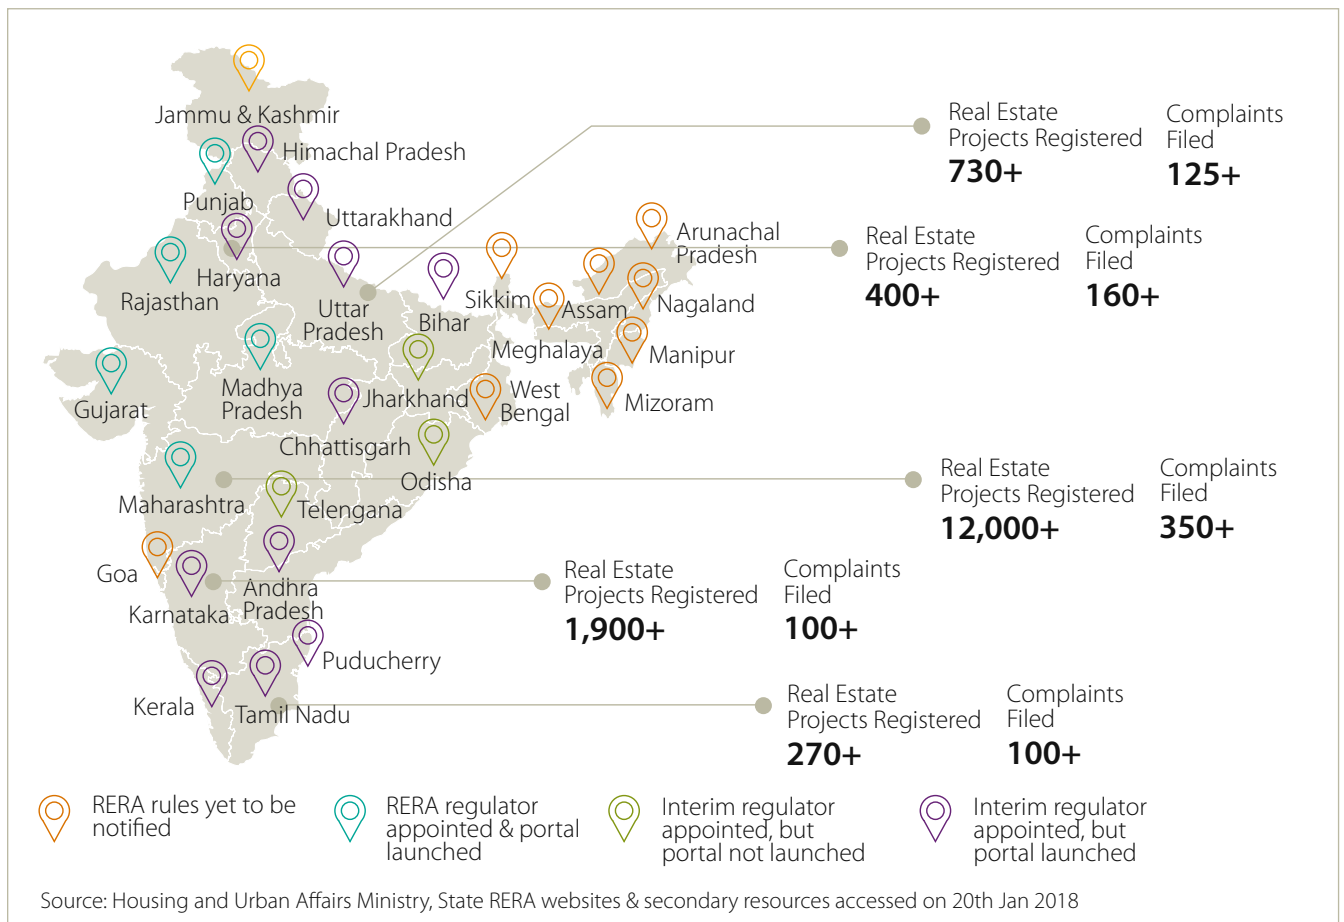 Jammu & Kashmir
Himachal Pradesh
Punjab
Uttarakhand
Haryana
Rajasthan
Uttar
Pradesh
Bihar
Sikkim
Assam
Arunachal
Pradesh
Nagaland
Meghalaya
Manipur
Mizoram
Gujarat
Madhya
Pradesh
Jharkhand
West
Bengal
Chhattisgarh
Odisha
Maharashtra
Telengana
Goa
Karnataka
Andhra
Pradesh
Puducherry
Kerala
Tamil Nadu
Real Estate
Projects Registered
730+
Complaints
Filed
125+
Real Estate
Projects Registered
400+
Complaints
Filed
160+
Real Estate
Projects Registered
12,000+
Complaints
Filed
350+
Real Estate
Projects Registered
1,900+
Complaints
Filed
100+
Real Estate
Projects Registered
270+
Complaints
Filed
100+
RERA rules yet to be
notified
RERA regulator
appointed & portal
launched
Interim regulator
appointed, but
portal not launched
Interim regulator
appointed, but
portal launched
Source: Housing and Urban Affairs Ministry, State RERA websites & secondary resources accessed on 20th Jan 2018